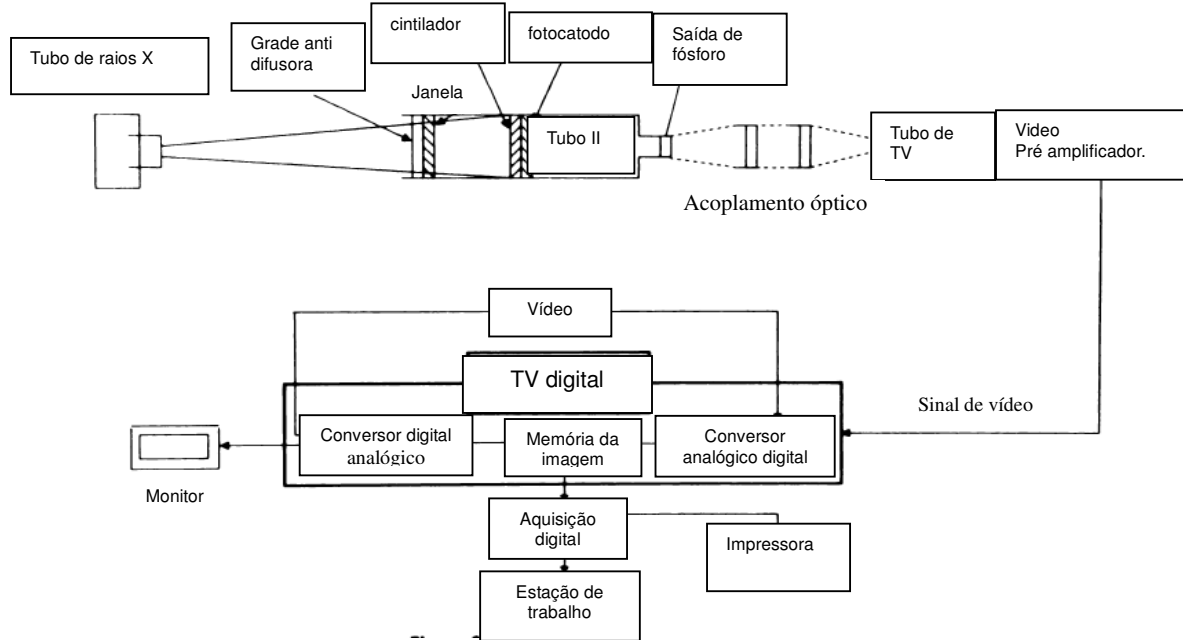 Tubo de raios X
Grade anti
difusora
cintilador
Janela
fotocatodo
Saída de
fósforo
Tubo II
Tubo de
TV
Video
Pré amplificador.
Acoplamento óptico
Vídeo
TV digital
Sinal de vídeo
Conversor digital
analógico
Memória da
imagem
Conversor
analógico digital
Monitor
Aquisição
digital
Impressora
Estação de
trabalho